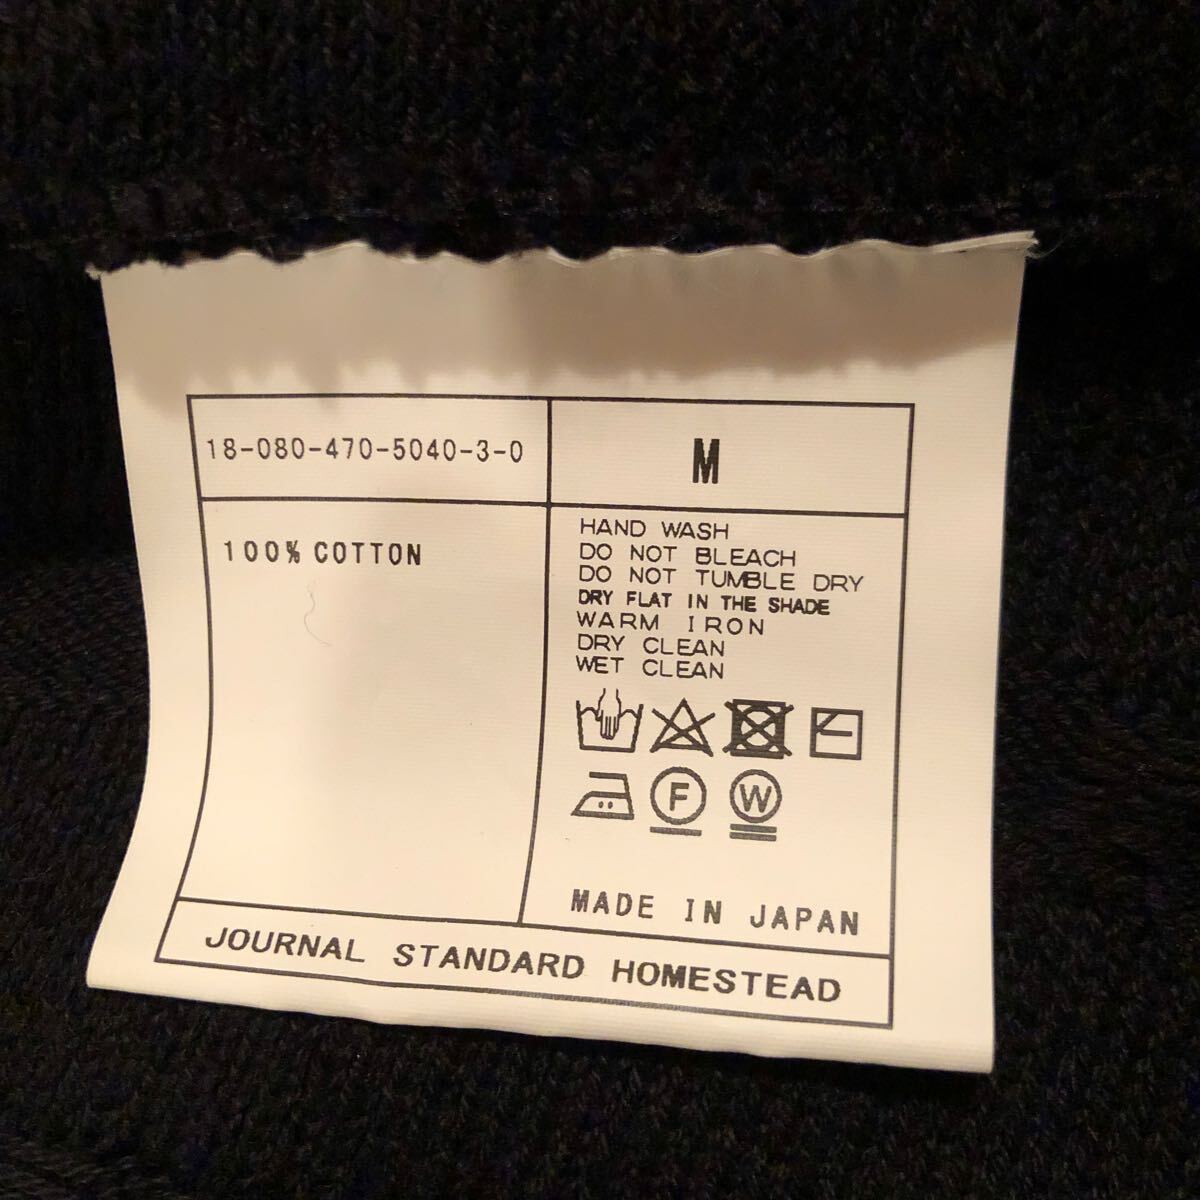 18-080-470-5040-3-0
M
100% COTTON
HAND WASH
DO NOT BLEACH
DO NOT TUMBLE DRY
DRY FLAT IN THE SHADE
WARM IRON
DRY CLEAN
WET CLEAN
F
W
MADE IN JAPAN
JOURNAL STANDARD HOMESTEAD